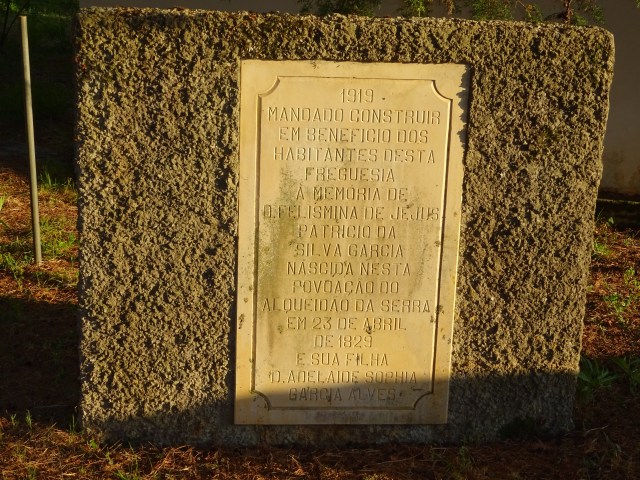 1919
MANDADO CONSTRUIR
EM BENEFICIO DOS
HABITANTES DESTA
FREGUESIA
Á MEMORIA DE
D. FELISMINA DE JEJUS
PATRICIO DA
SILVA GARCIA
NASCIDA NESTA
POVOAÇÃO DO
ALQUEIDÃO DA SERRA
EM 23 DE ABRIL
DE 1829
E SUA FILHA
D. ADELAIDE SOPHIA
GARCIA ALVES